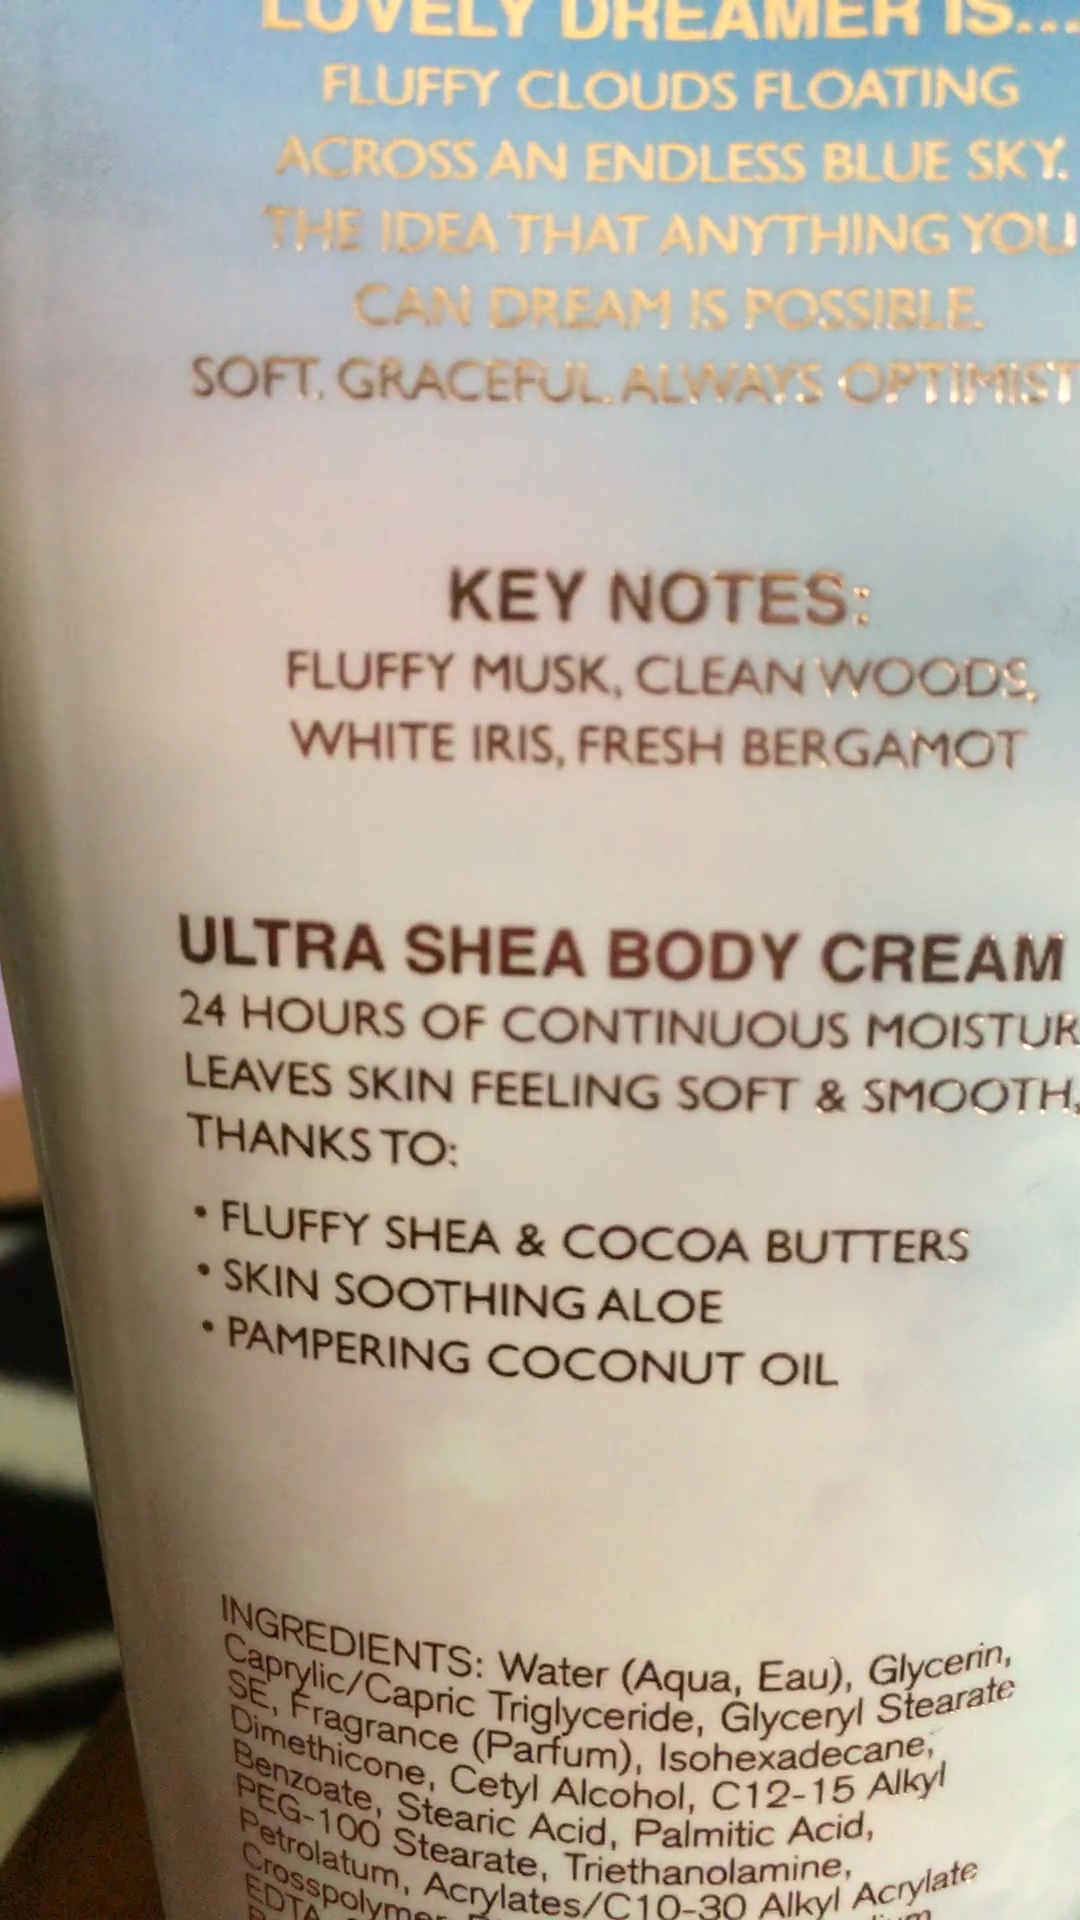 LOVELY DREAMER IS...
FLUFFY CLOUDS FLOATING
ACROSS AN ENDLESS BLUE SKY.
THE IDEA THAT ANYTHING YOU
CAN DREAM IS POSSIBLE.
SOFT. GRACEFUL. ALWAYS OPTIMIST
KEY NOTES:
FLUFFY MUSK, CLEAN WOODS,
WHITE IRIS, FRESH BERGAMOT
ULTRA SHEA BODY CREAM
24 HOURS OF CONTINUOUS MOISTUR
LEAVES SKIN FEELING SOFT & SMOOTH,
THANKS TO:
• FLUFFY SHEA & COCOA BUTTERS
• SKIN SOOTHING ALOE
• PAMPERING COCONUT OIL
INGREDIENTS: Water (Aqua, Eau), Glycerin,
Caprylic/Capric Triglyceride, Glyceryl Stearate
SE, Fragrance (Parfum), Isohexadecane,
Dimethicone, Cetyl Alcohol, C12-15 Alkyl
Benzoate, Stearic Acid, Palmitic Acid,
PEG-100 Stearate, Triethanolamine,
Petrolatum, Acrylates/C10-30 Alkyl Acrylate
Crosspolymer
EDTA